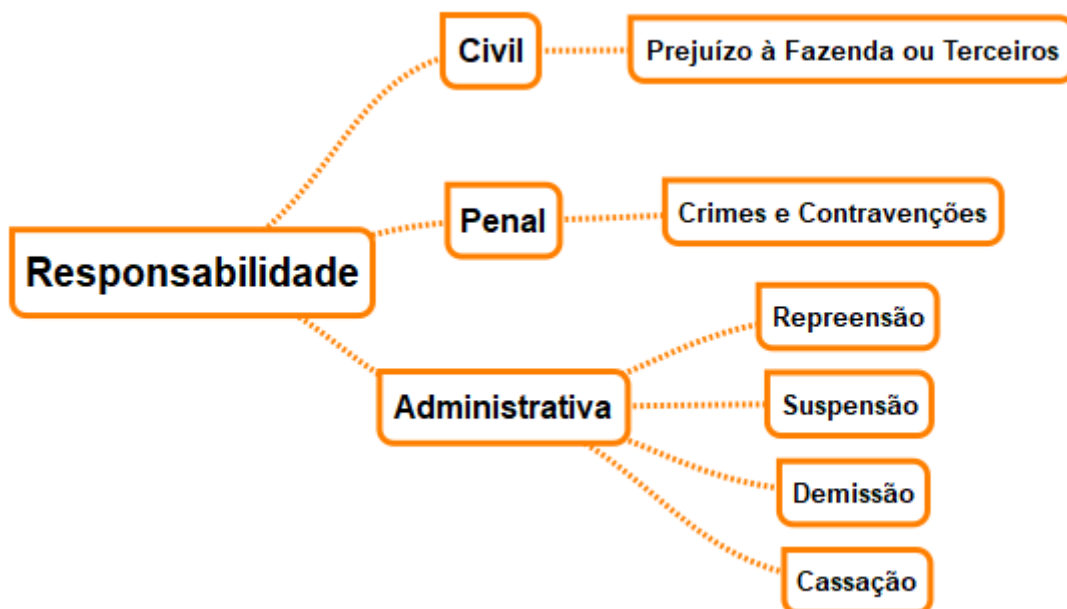 Civil
Prejuízo à Fazenda ou Terceiros
Penal
Crimes e Contravenções
Responsabilidade
Administrativa
Repreensão
Suspensão
Demissão
Cassação